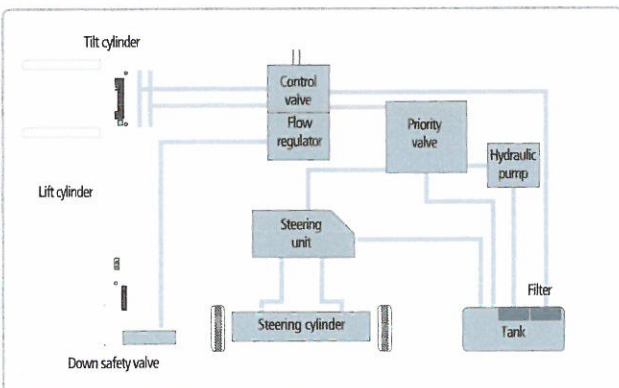 Tilt cylinder
Control
valve
Flow
regulator
Priority
valve
Hydraulic
pump
Lift cylinder
Steering
unit
Filter
Steering cylinder
Tank
Down safety valve